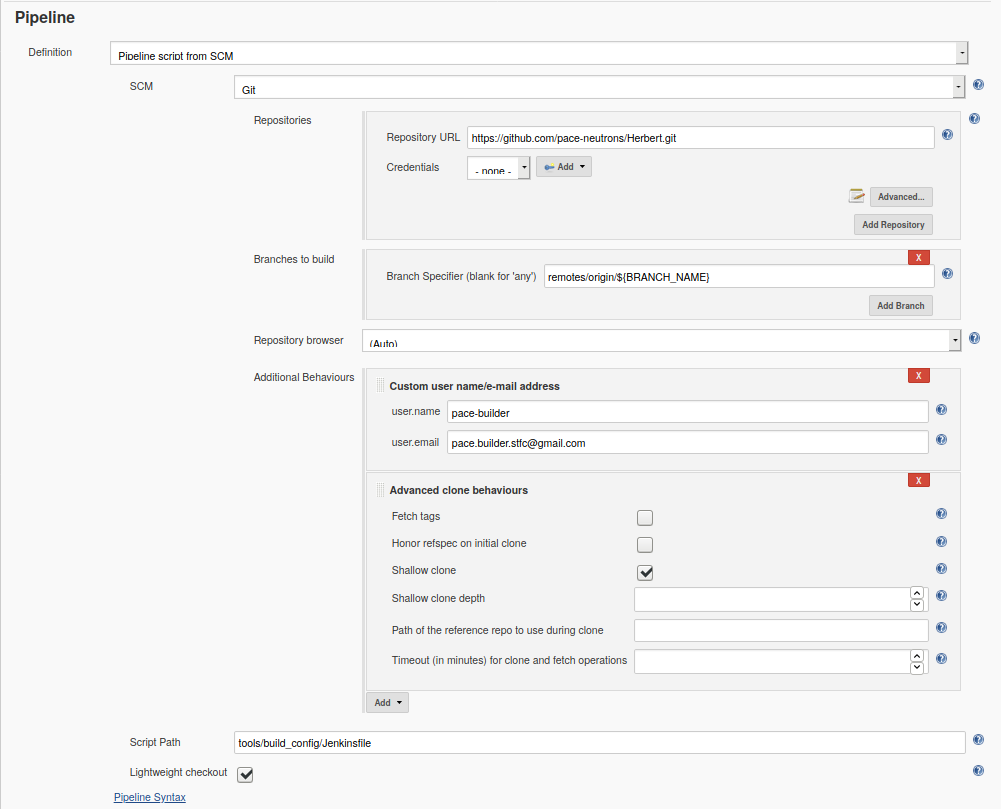 Pipeline
Definition
Pipeline script from SCM
SCM
Git
Repositories
Repository URL https://github.com/pace-neutrons/Herbert.git
Credentials - none - Add
Advanced...
Add Repository
Branches to build
X
Branch Specifier (blank for 'any') remotes/origin/${BRANCH_NAME}
Add Branch
Repository browser (Auto)
Additional Behaviours
X
Custom user name/e-mail address
user.name pace-builder
user.email pace.builder.stfc@gmail.com
X
Advanced clone behaviours
Fetch tags
Honor refspec on initial clone
Shallow clone
Shallow clone depth
Path of the reference repo to use during clone
Timeout (in minutes) for clone and fetch operations
Add
Script Path tools/build_config/Jenkinsfile
Lightweight checkout
Pipeline Syntax